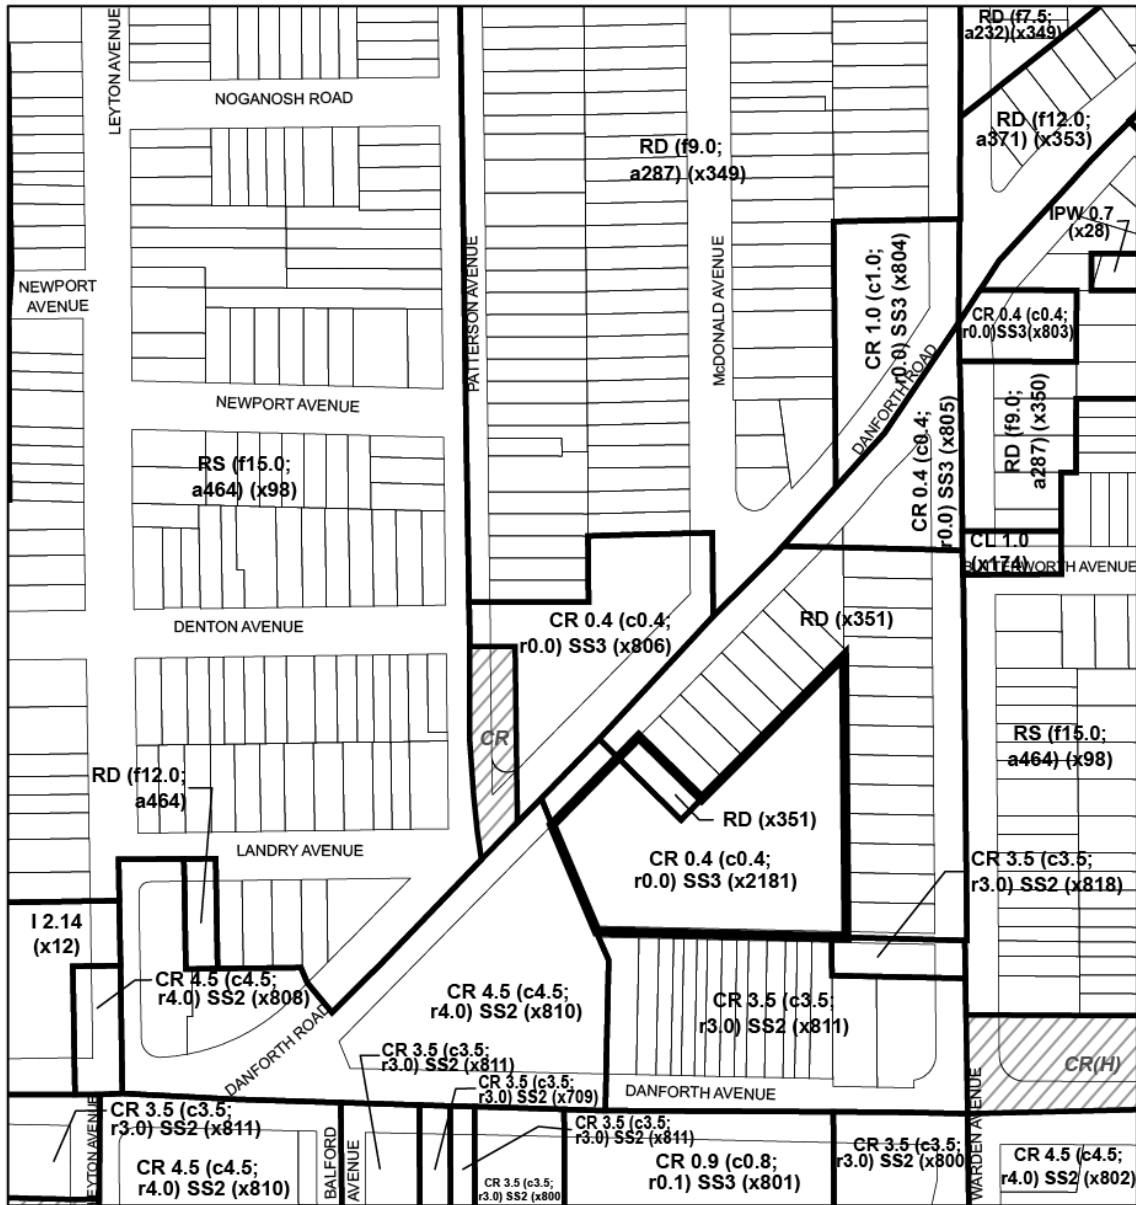 LEYTON AVENUE
NOGANOSH ROAD
RD (f7.5;
a232)(x349)
RD (f12.0;
a371) (x353)
RD (f9.0;
a287) (x349)
IPW 0.7
(x28)
NEWPORT
AVENUE
PATTERSON AVENUE
McDONALD AVENUE
CR 1.0 (c1.0;
r0.0) SS3 (x804)
CR 0.4 (c0.4;
r0.0)SS3(x803)
NEWPORT AVENUE
DANFORTH ROAD
CR 0.4 (c0.4;
r0.0) SS3 (x805)
RD (f9.0;
a287) (x350)
RS (f15.0;
a464) (x98)
CL 1.0
(x174)
BUTTERWORTH AVENUE
DENTON AVENUE
CR 0.4 (c0.4;
r0.0) SS3 (x806)
RD (x351)
CR
RS (f15.0;
a464) (x98)
RD (f12.0;
a464)
RD (x351)
LANDRY AVENUE
CR 0.4 (c0.4;
r0.0) SS3 (x2181)
CR 3.5 (c3.5;
r3.0) SS2 (x818)
I 2.14
(x12)
CR 4.5 (c4.5;
r4.0) SS2 (x808)
CR 4.5 (c4.5;
r4.0) SS2 (x810)
CR 3.5 (c3.5;
r3.0) SS2 (x811)
DANFORTH ROAD
CR 3.5 (c3.5;
r3.0) SS2 (x811)
CR(H)
CR 3.5 (c3.5;
r3.0) SS2 (x709)
DANFORTH AVENUE
LEYTON AVENUE
CR 3.5 (c3.5;
r3.0) SS2 (x811)
CR 3.5 (c3.5;
r3.0) SS2 (x811)
BALFORD
AVENUE
CR 4.5 (c4.5;
r4.0) SS2 (x810)
CR 3.5 (c3.5;
r3.0) SS2 (x800
CR 0.9 (c0.8;
r0.1) SS3 (x801)
CR 3.5 (c3.5;
r3.0) SS2 (x800
WARDEN AVENUE
CR 4.5 (c4.5;
r4.0) SS2 (x802)